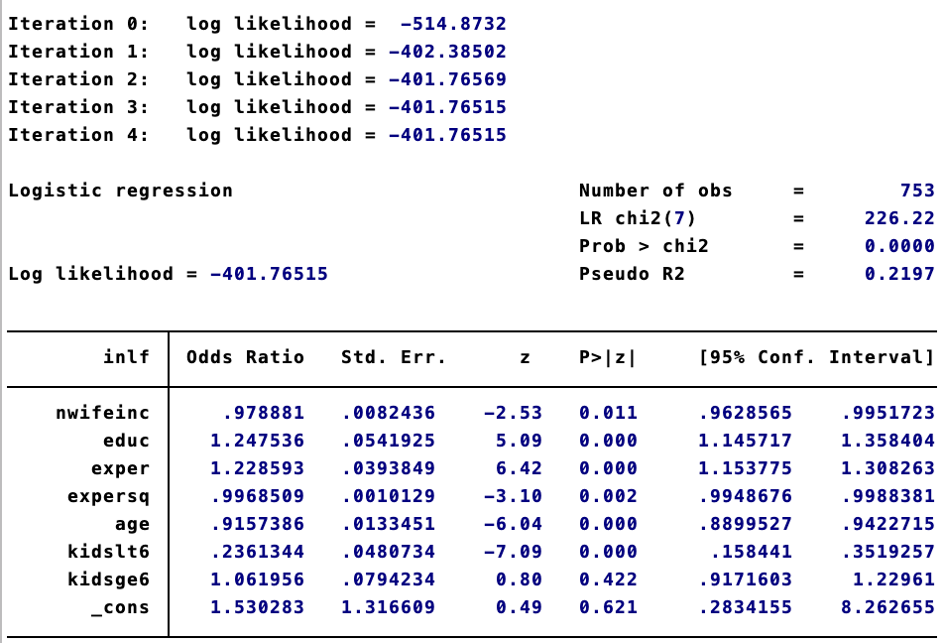 Iteration 0:   log likelihood =  -514.8732
Iteration 1:   log likelihood = -402.38502
Iteration 2:   log likelihood = -401.76569
Iteration 3:   log likelihood = -401.76515
Iteration 4:   log likelihood = -401.76515
Logistic regression                             Number of obs     =        753
LR chi2(7)        =     226.22
Prob > chi2       =     0.0000
Log likelihood = -401.76515                     Pseudo R2         =     0.2197
inlf | Odds Ratio   Std. Err.      z    P>|z|     [95% Conf. Interval]
nwifeinc | .978881   .0082436    -2.53   0.011     .9628565    .9951723
educ | 1.247536   .0541925     5.09   0.000     1.145717    1.358404
exper | 1.228593   .0393849     6.42   0.000     1.153775    1.308263
expersq | .9968509   .0010129    -3.10   0.002     .9948676    .9988381
age | .9157386   .0133451    -6.04   0.000     .8899527    .9422715
kidslt6 | .2361344   .0480734    -7.09   0.000      .158441    .3519257
kidsge6 | 1.061956   .0794234     0.80   0.422     .9171603     1.22961
_cons | 1.530283   1.316609     0.49   0.621     .2834155    8.262655